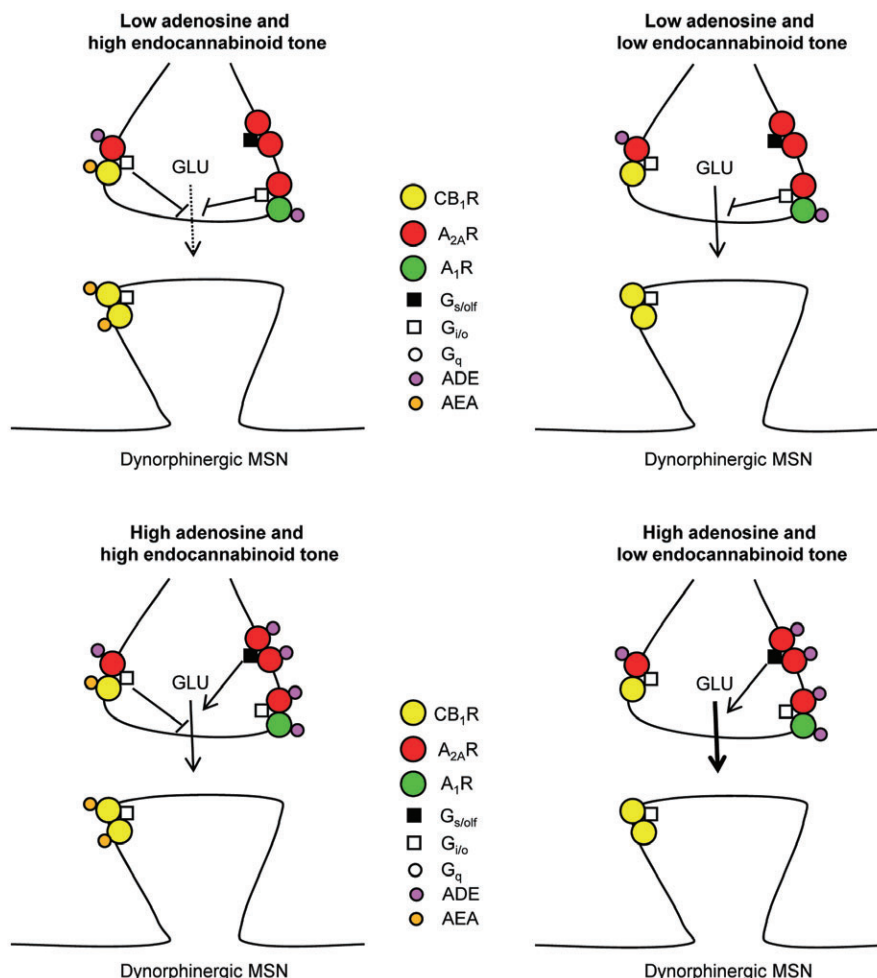 Low adenosine and
high endocannabinoid tone
Low adenosine and
low endocannabinoid tone
GLU
GLU
CB₁R
A₂AR
A₁R
Gs/olf
Gi/o
Gq
ADE
AEA
Dynorphinergic MSN
Dynorphinergic MSN
High adenosine and
high endocannabinoid tone
High adenosine and
low endocannabinoid tone
GLU
GLU
CB₁R
A₂AR
A₁R
Gs/olf
Gi/o
Gq
ADE
AEA
Dynorphinergic MSN
Dynorphinergic MSN